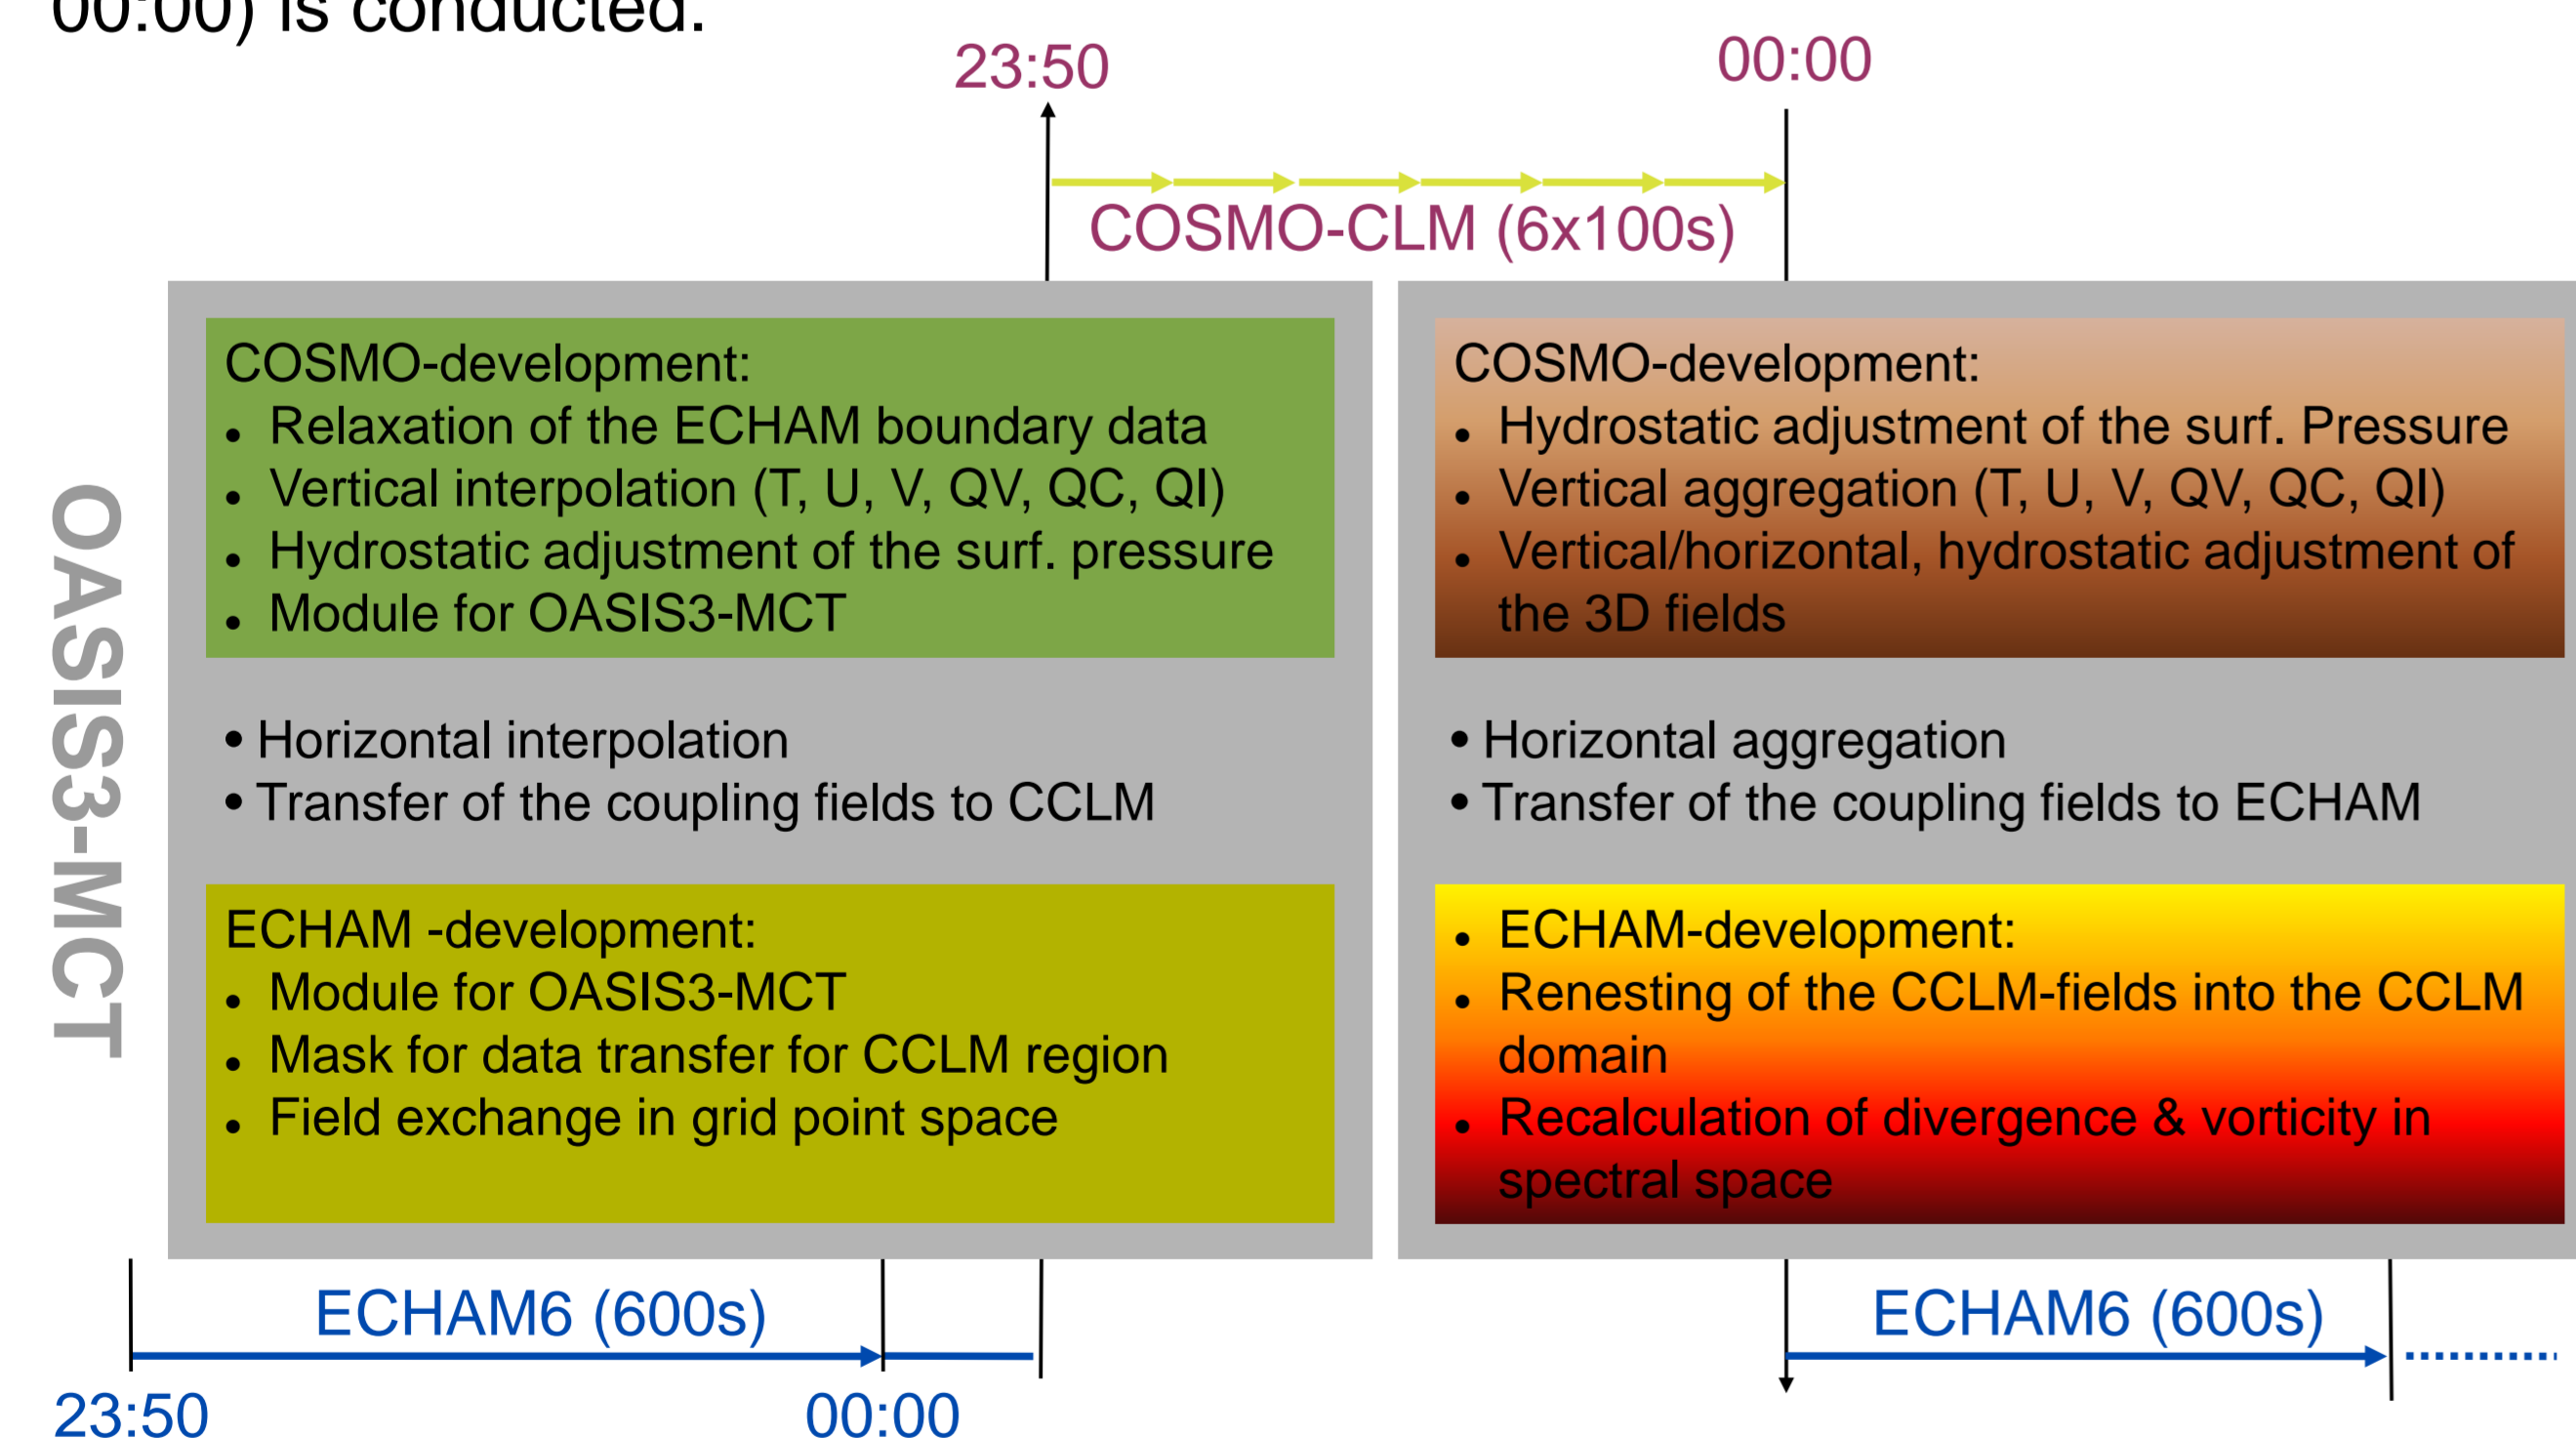 00:00) is conducted.
23:50
00:00
COSMO-CLM (6x100s)
OASIS3-MCT
COSMO-development:
• Relaxation of the ECHAM boundary data
• Vertical interpolation (T, U, V, QV, QC, QI)
• Hydrostatic adjustment of the surf. pressure
• Module for OASIS3-MCT
• Horizontal interpolation
• Transfer of the coupling fields to CCLM
ECHAM -development:
• Module for OASIS3-MCT
• Mask for data transfer for CCLM region
• Field exchange in grid point space
COSMO-development:
• Hydrostatic adjustment of the surf. Pressure
• Vertical aggregation (T, U, V, QV, QC, QI)
• Vertical/horizontal, hydrostatic adjustment of
the 3D fields
• Horizontal aggregation
• Transfer of the coupling fields to ECHAM
• ECHAM-development:
• Renesting of the CCLM-fields into the CCLM
domain
• Recalculation of divergence & vorticity in
spectral space
ECHAM6 (600s)
23:50
00:00
ECHAM6 (600s)